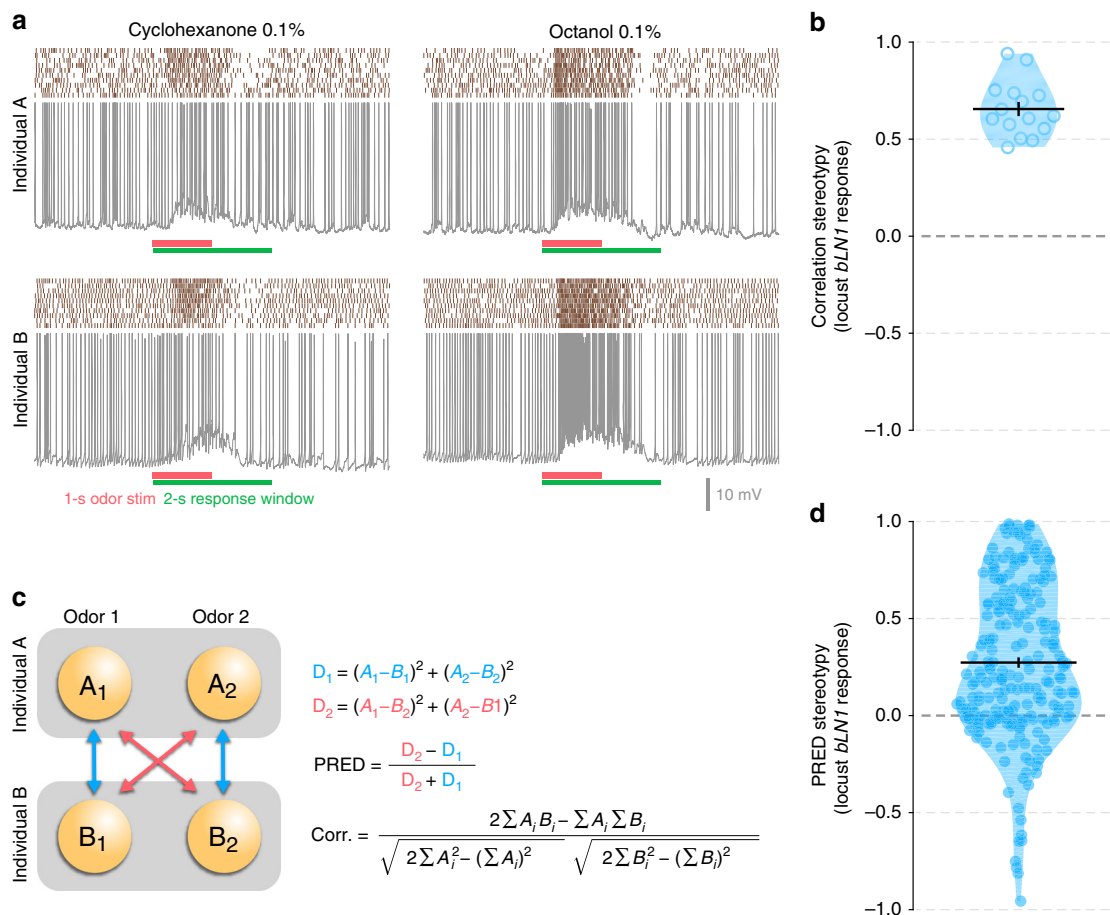 a
Cyclohexanone 0.1%
Octanol 0.1%
Individual A
Individual B
1-s odor stim 2-s response window
10 mV
b
Correlation stereotypy
(locust bLN1 response)
1.0
0.5
0.0
–0.5
–1.0
c
Odor 1
Odor 2
Individual A
A1
A2
Individual B
B1
B2
D₁ = (A₁–B₁)² + (A₂–B₂)²
D₂ = (A₁–B₂)² + (A₂–B1)²
PRED = D₂ – D₁
D₂ + D₁
Corr. = 2∑AᵢBᵢ – ∑Aᵢ∑Bᵢ
√2∑Aᵢ² – (∑Aᵢ)² √2∑Bᵢ² – (∑Bᵢ)²
d
PRED stereotypy
(locust bLN1 response)
1.0
0.5
0.0
–0.5
–1.0